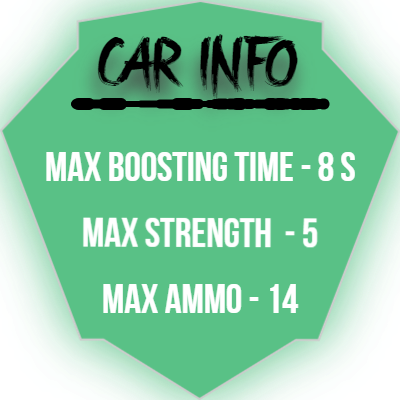 CAR INFO
MAX BOOSTING TIME - 8 S
MAX STRENGTH - 5
MAX AMMO - 14